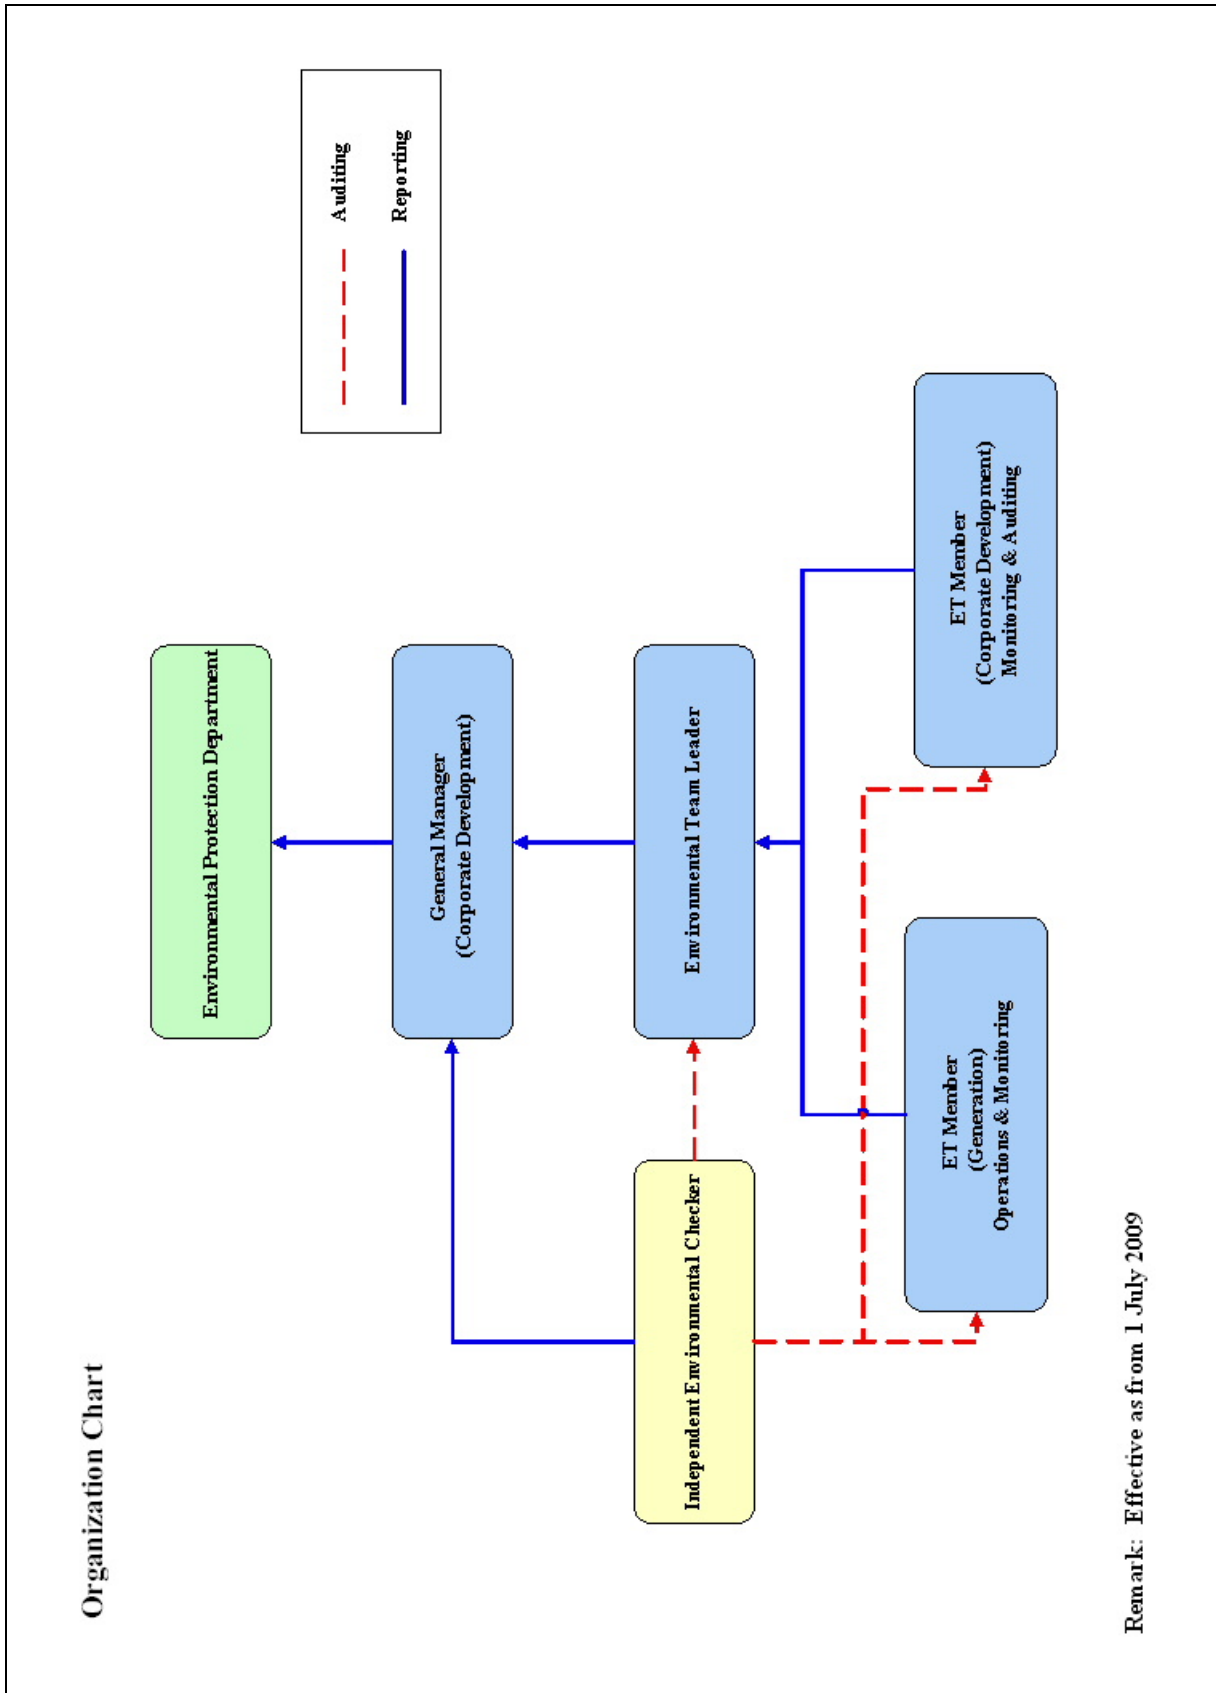 Organization Chart
Auditing
Reporting
Environmental Protection Department
General Manager
(Corporate Development)
Independent Environmental Checker
Environmental Team Leader
ET Member
(Generation)
Operations & Monitoring
ET Member
(Corporate Development)
Monitoring & Auditing
Remark: Effective as from 1 July 2009